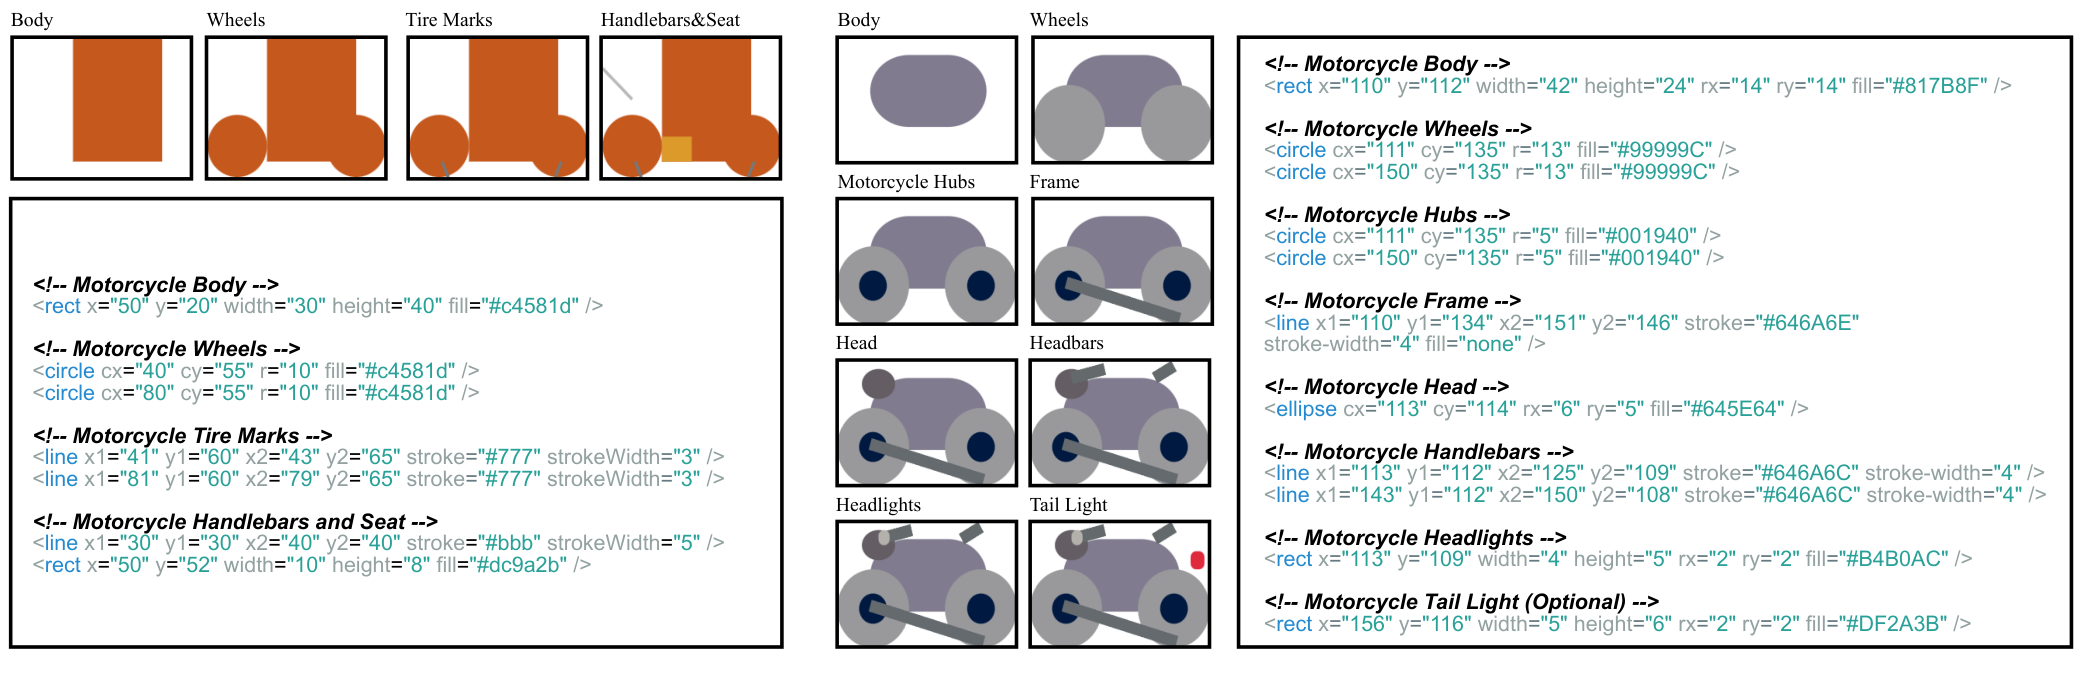 Body
Wheels
Tire Marks
Handlebars&Seat
<!-- Motorcycle Body -->
<rect x="50" y="20" width="30" height="40" fill="#c4581d" />
<!-- Motorcycle Wheels -->
<circle cx="40" cy="55" r="10" fill="#c4581d" />
<circle cx="80" cy="55" r="10" fill="#c4581d" />
<!-- Motorcycle Tire Marks -->
<line x1="41" y1="60" x2="43" y2="65" stroke="#777" strokeWidth="3" />
<line x1="81" y1="60" x2="79" y2="65" stroke="#777" strokeWidth="3" />
<!-- Motorcycle Handlebars and Seat -->
<line x1="30" y1="30" x2="40" y2="40" stroke="#bbb" strokeWidth="5" />
<rect x="50" y="52" width="10" height="8" fill="#dc9a2b" />
Body
Wheels
Motorcycle Hubs
Frame
Head
Headbars
Headlights
Tail Light
<!-- Motorcycle Body -->
<rect x="110" y="112" width="42" height="24" rx="14" ry="14" fill="#817B8F" />
<!-- Motorcycle Wheels -->
<circle cx="111" cy="135" r="13" fill="#99999C" />
<circle cx="150" cy="135" r="13" fill="#99999C" />
<!-- Motorcycle Hubs -->
<circle cx="111" cy="135" r="5" fill="#001940" />
<circle cx="150" cy="135" r="5" fill="#001940" />
<!-- Motorcycle Frame -->
<line x1="110" y1="134" x2="151" y2="146" stroke="#646A6E"
stroke-width="4" fill="none" />
<!-- Motorcycle Head -->
<ellipse cx="113" cy="114" rx="6" ry="5" fill="#645E64" />
<!-- Motorcycle Handlebars -->
<line x1="113" y1="112" x2="125" y2="109" stroke="#646A6C" stroke-width="4" />
<line x1="143" y1="112" x2="150" y2="108" stroke="#646A6C" stroke-width="4" />
<!-- Motorcycle Headlights -->
<rect x="113" y="109" width="4" height="5" rx="2" ry="2" fill="#B4B0AC" />
<!-- Motorcycle Tail Light (Optional) -->
<rect x="156" y="116" width="5" height="6" rx="2" ry="2" fill="#DF2A3B" />